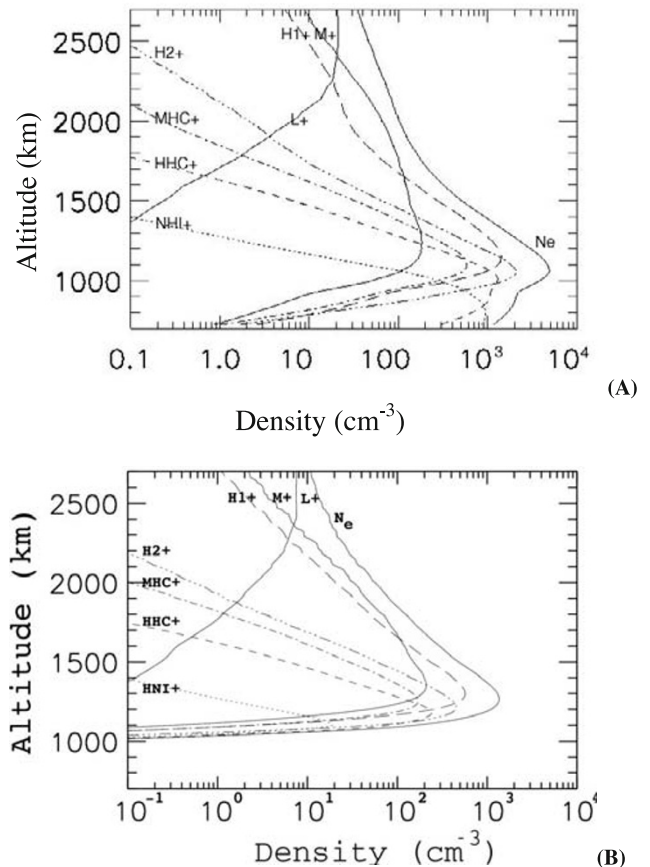 2500
2000
1500
1000
Altitude (km)
H2+
MHC+
HHC+
NHI+
L+
H1+ M+
Ne
0.1 1.0 10 100 10³ 10⁴
(A)
Density (cm⁻³)
2500
2000
1500
1000
Altitude (km)
H1+ M+ L+
Nₑ
H2+
MHC+
HHC+
HNI+
10⁻¹ 10⁰ 10¹ 10² 10³ 10⁴
Density (cm⁻³)
(B)